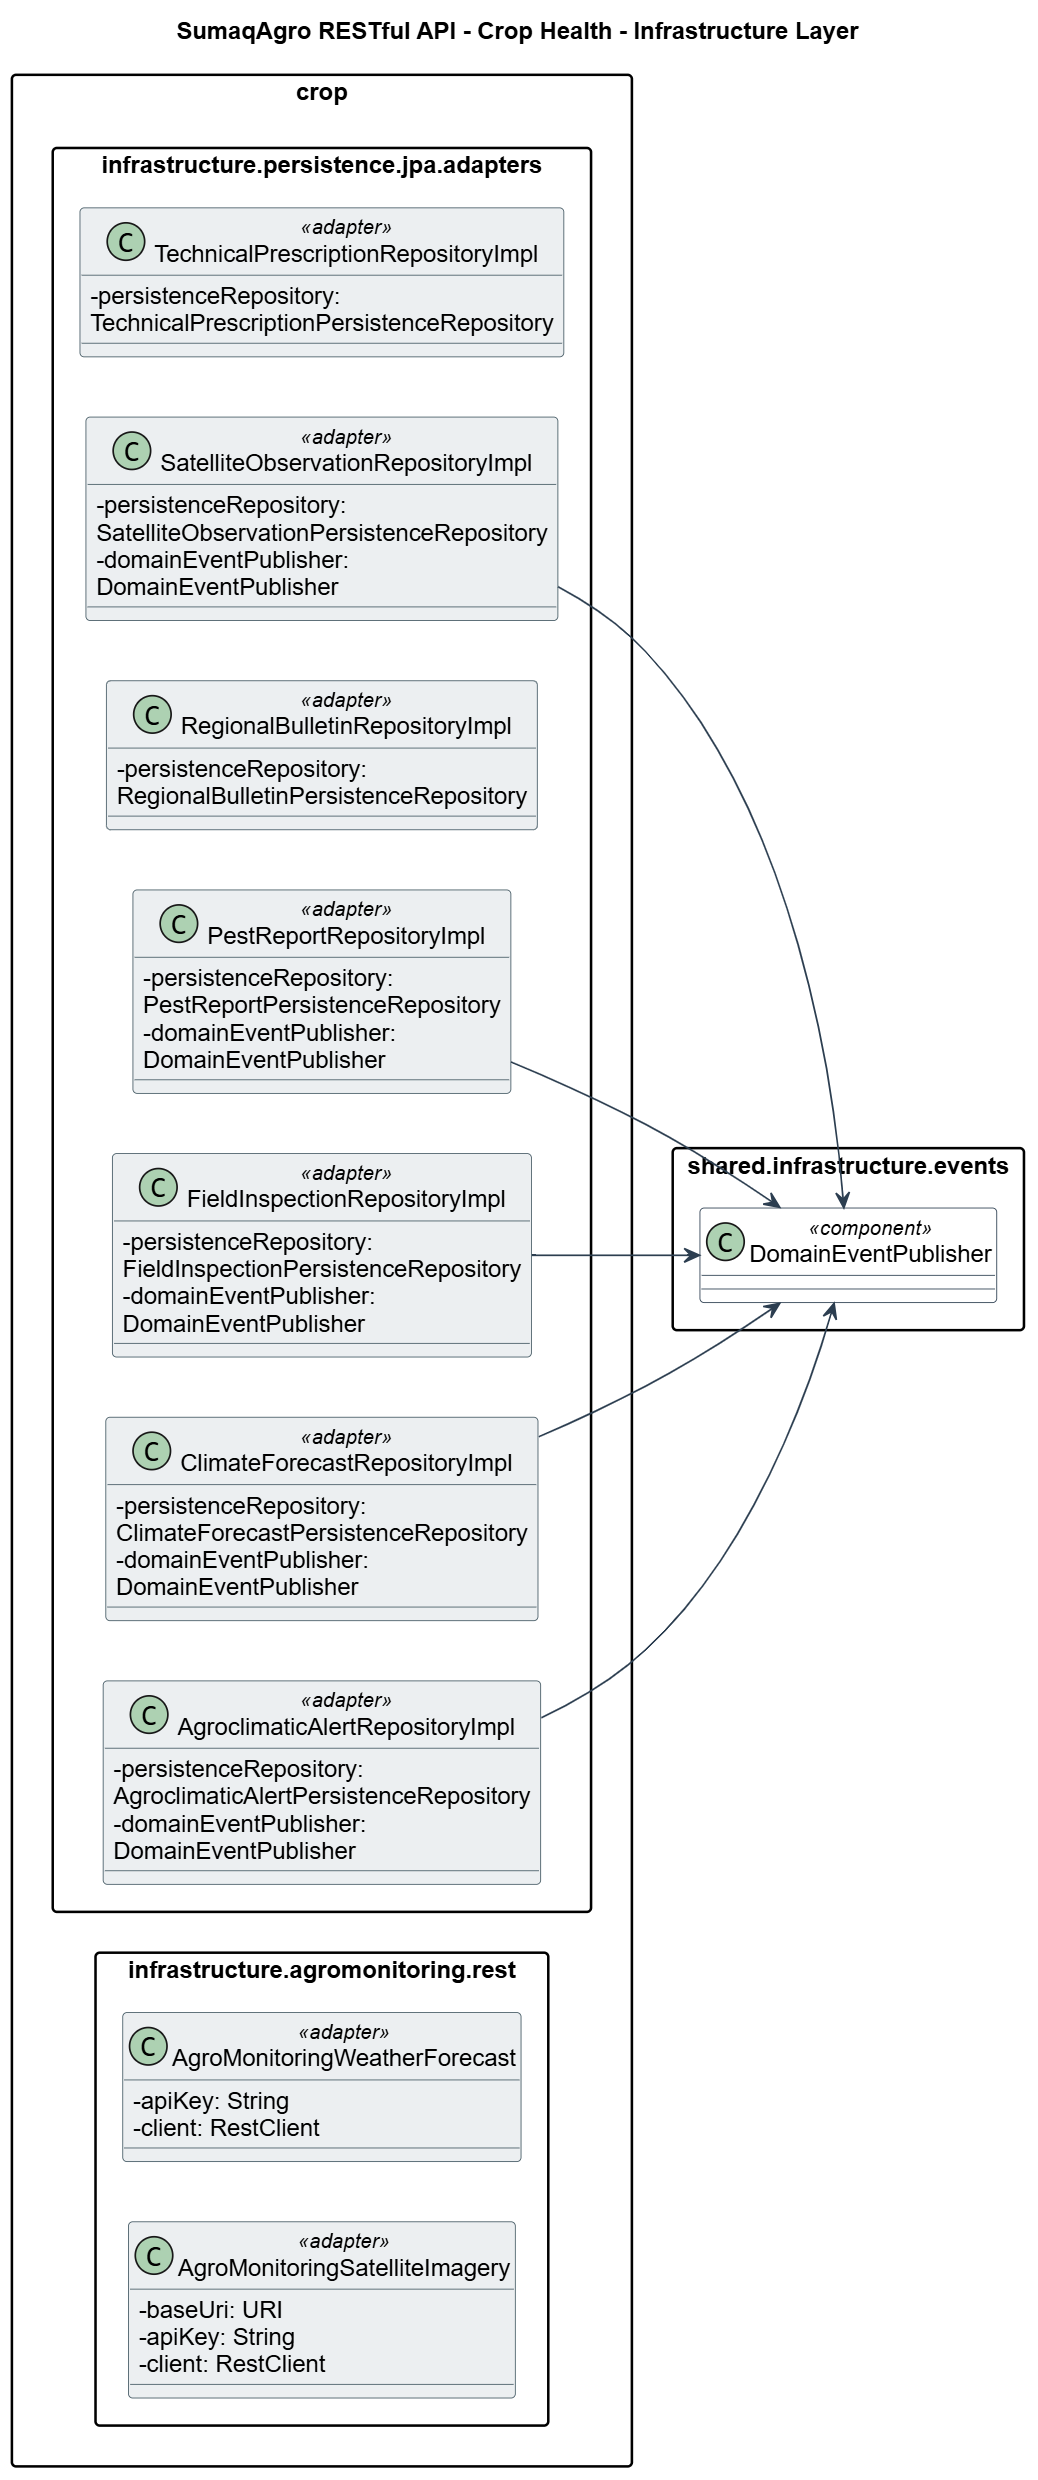 SumaqAgro RESTful API - Crop Health - Infrastructure Layer
crop
infrastructure.persistence.jpa.adapters
«adapter»
C
TechnicalPrescriptionRepositoryImpl
-persistenceRepository:
TechnicalPrescriptionPersistenceRepository
«adapter»
C
SatelliteObservationRepositoryImpl
-persistenceRepository:
SatelliteObservationPersistenceRepository
-domainEventPublisher:
DomainEventPublisher
«adapter»
C
RegionalBulletinRepositoryImpl
-persistenceRepository:
RegionalBulletinPersistenceRepository
«adapter»
C
PestReportRepositoryImpl
-persistenceRepository:
PestReportPersistenceRepository
-domainEventPublisher:
DomainEventPublisher
«adapter»
C
FieldInspectionRepositoryImpl
-persistenceRepository:
FieldInspectionPersistenceRepository
-domainEventPublisher:
DomainEventPublisher
«adapter»
C
ClimateForecastRepositoryImpl
-persistenceRepository:
ClimateForecastPersistenceRepository
-domainEventPublisher:
DomainEventPublisher
«adapter»
C
AgroclimaticAlertRepositoryImpl
-persistenceRepository:
AgroclimaticAlertPersistenceRepository
-domainEventPublisher:
DomainEventPublisher
shared.infrastructure.events
«component»
C
DomainEventPublisher
infrastructure.agromonitoring.rest
«adapter»
C
AgroMonitoringWeatherForecast
-apiKey: String
-client: RestClient
«adapter»
C
AgroMonitoringSatelliteImagery
-baseUri: URI
-apiKey: String
-client: RestClient